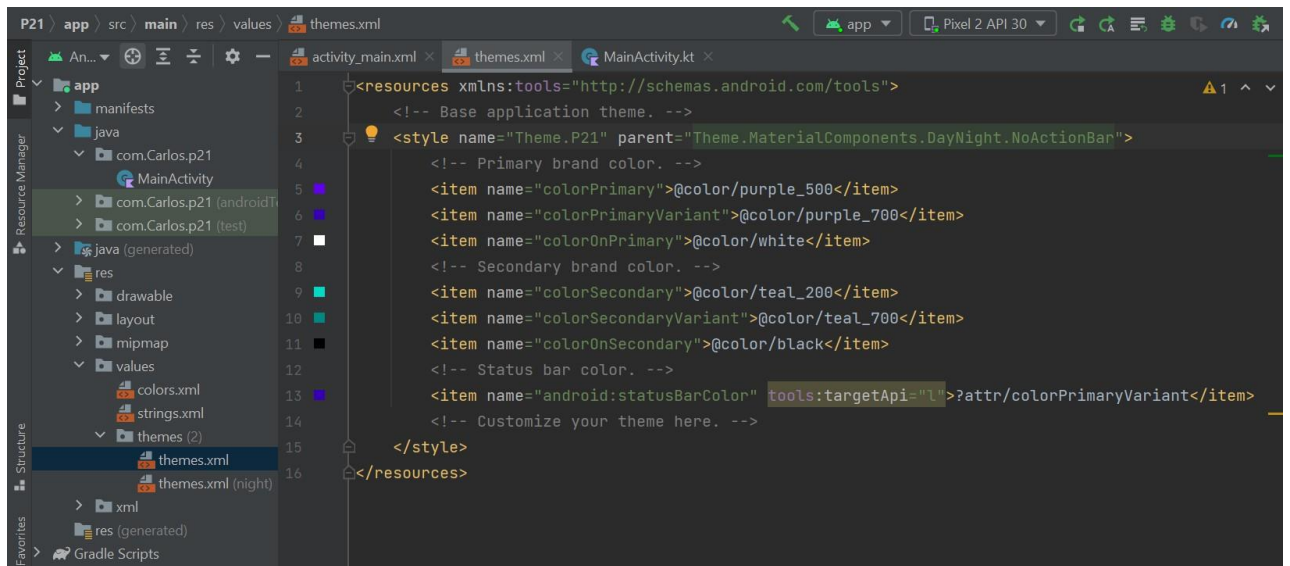 P21 〉 app 〉 src 〉 main 〉 res 〉 values 〉 themes.xml
app ▾
Pixel 2 API 30 ▾
Project
Resource Manager
Structure
Favorites
An... ▾
app
manifests
java
com.Carlos.p21
MainActivity
com.Carlos.p21 (androidTe
com.Carlos.p21 (test)
java (generated)
res
drawable
layout
mipmap
values
colors.xml
strings.xml
themes (2)
themes.xml
themes.xml (night)
xml
res (generated)
Gradle Scripts
activity_main.xml × themes.xml × MainActivity.kt ×
1 <resources xmlns:tools="http://schemas.android.com/tools">
1
2     <!-- Base application theme. -->
3     <style name="Theme.P21" parent="Theme.MaterialComponents.DayNight.NoActionBar">
4         <!-- Primary brand color. -->
5         <item name="colorPrimary">@color/purple_500</item>
6         <item name="colorPrimaryVariant">@color/purple_700</item>
7         <item name="colorOnPrimary">@color/white</item>
8         <!-- Secondary brand color. -->
9         <item name="colorSecondary">@color/teal_200</item>
10         <item name="colorSecondaryVariant">@color/teal_700</item>
11         <item name="colorOnSecondary">@color/black</item>
12         <!-- Status bar color. -->
13         <item name="android:statusBarColor" tools:targetApi="l">?attr/colorPrimaryVariant</item>
14         <!-- Customize your theme here. -->
15     </style>
16 </resources>